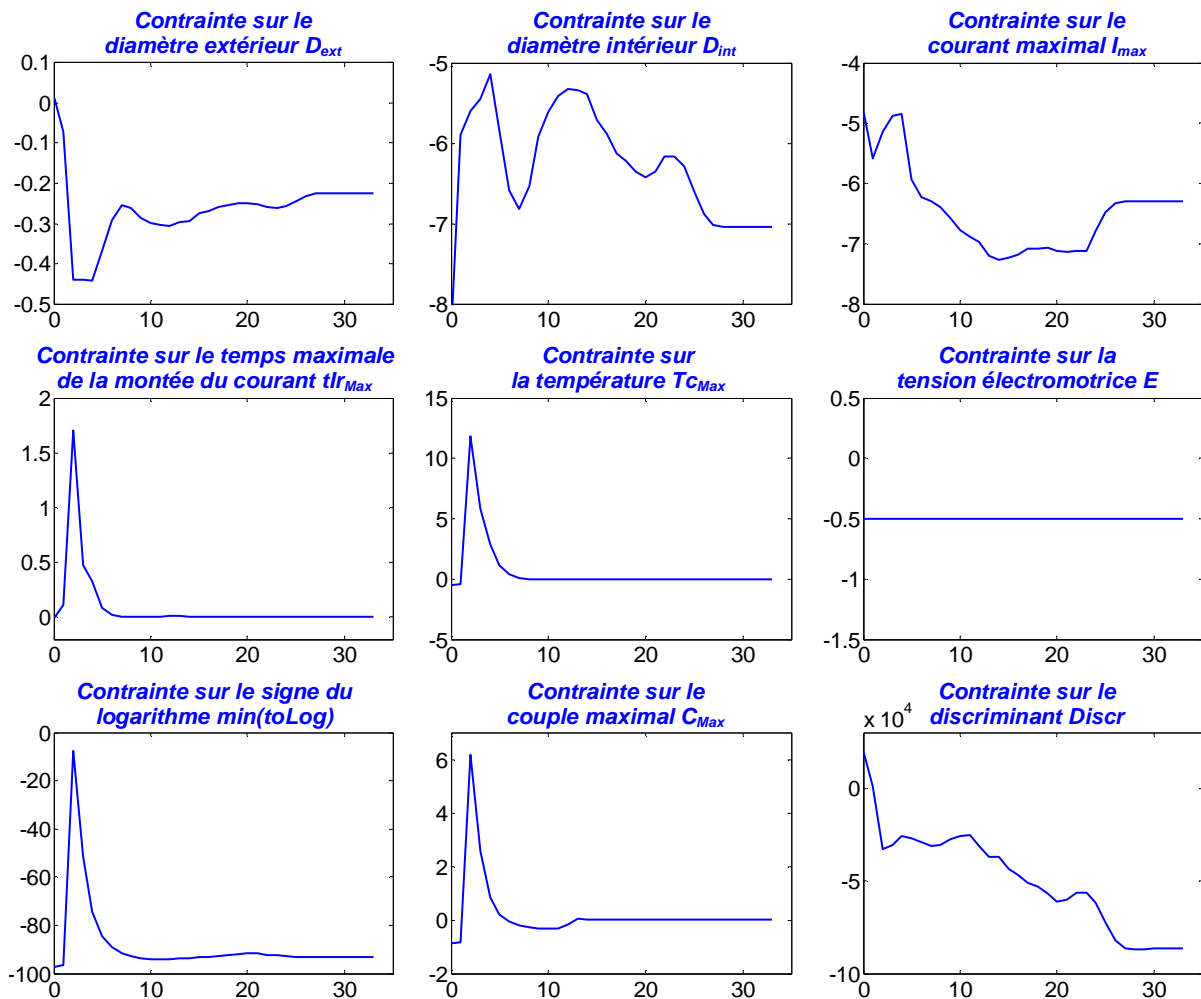 Contrainte sur le
diamètre extérieur Dext
Contrainte sur le
diamètre intérieur Dint
Contrainte sur le
courant maximal Imax
0.1
0
-0.1
-0.2
-0.3
-0.4
-0.5
0 10 20 30
-5
-6
-7
-8
0 10 20 30
-4
-5
-6
-7
-8
0 10 20 30
Contrainte sur le temps maximale
de la montée du courant tIrMax
Contrainte sur
la température TcMax
Contrainte sur la
tension électromotrice E
2
1.5
1
0.5
0
0 10 20 30
15
10
5
0
-5
0 10 20 30
0.5
0
-0.5
-1
-1.5
0 10 20 30
Contrainte sur le signe du
logarithme min(toLog)
Contrainte sur le
couple maximal CMax
Contrainte sur le
discriminant Discr
0
-20
-40
-60
-80
-100
0 10 20 30
6
4
2
0
-2
0 10 20 30
x 10^4
0
-5
-10
0 10 20 30